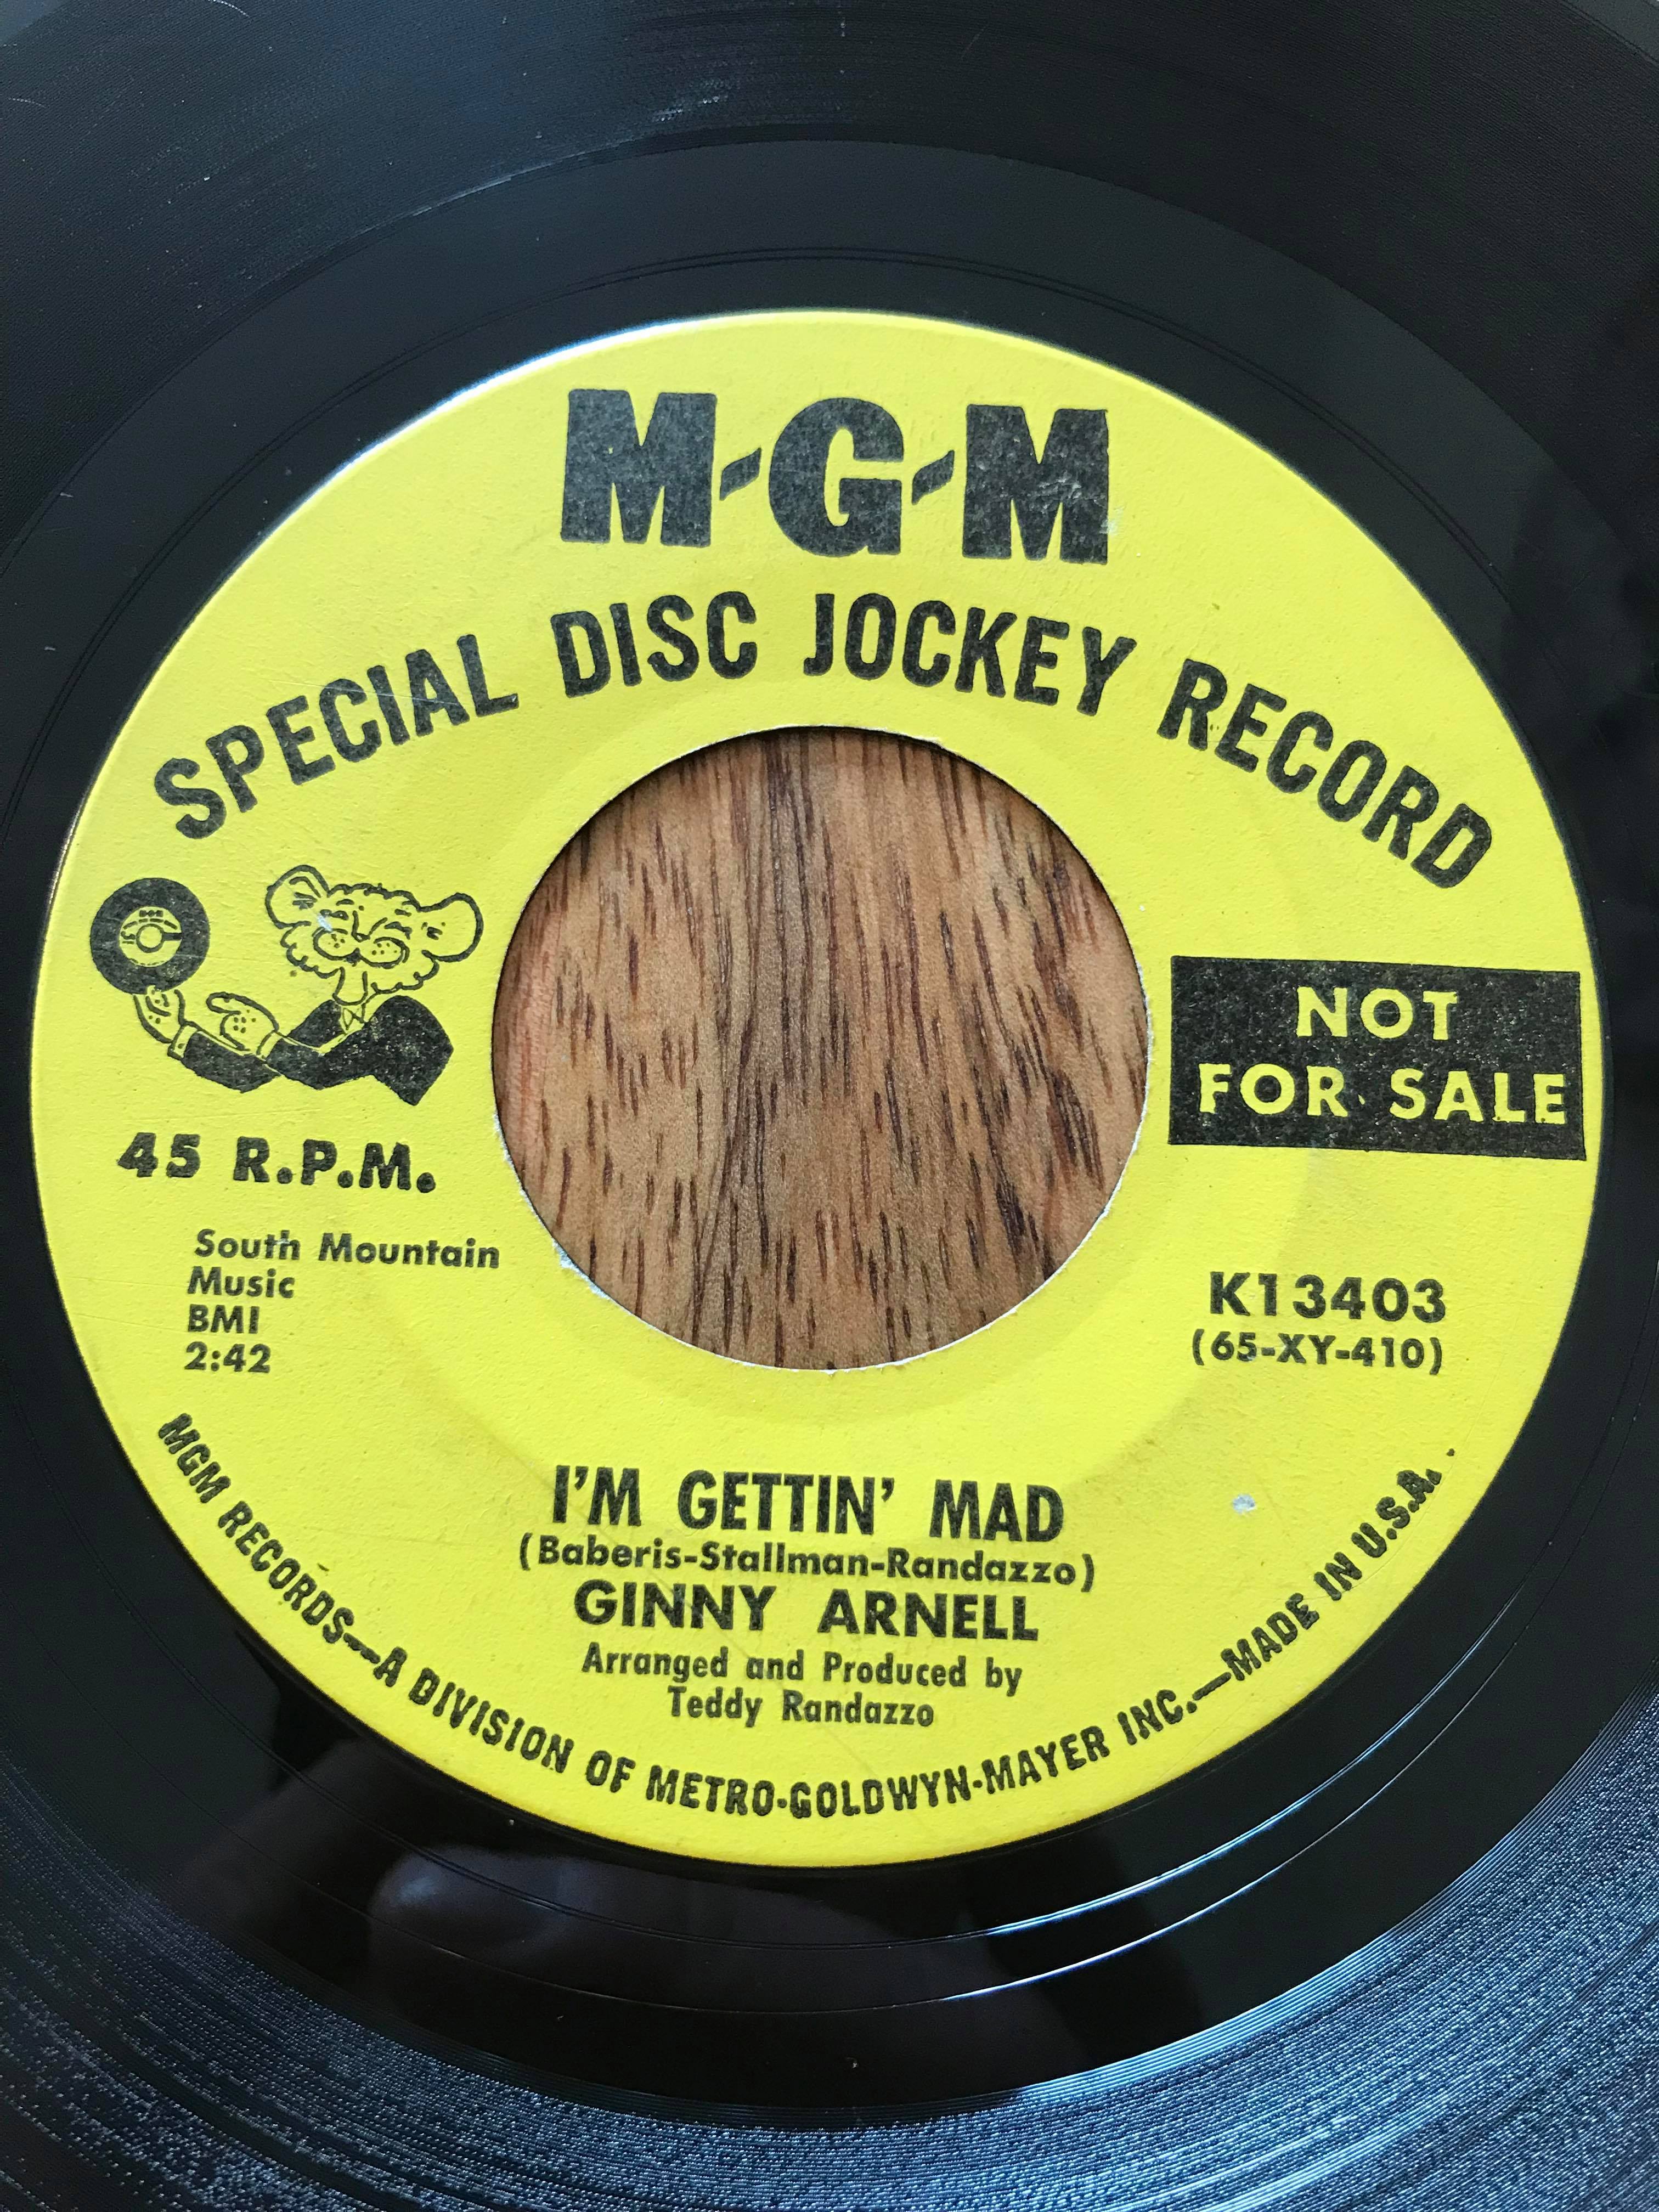 M-G-M
SPECIAL DISC JOCKEY RECORD
NOT
FOR SALE
45 R.P.M.
South Mountain
Music
BMI
2:42
K13403
(65-XY-410)
I'M GETTIN' MAD
(Baberis-Stallman-Randazzo)
GINNY ARNELL
Arranged and Produced by
Teddy Randazzo
MGM RECORDS—A DIVISION OF METRO-GOLDWYN-MAYER INC.—MADE IN U.S.A.